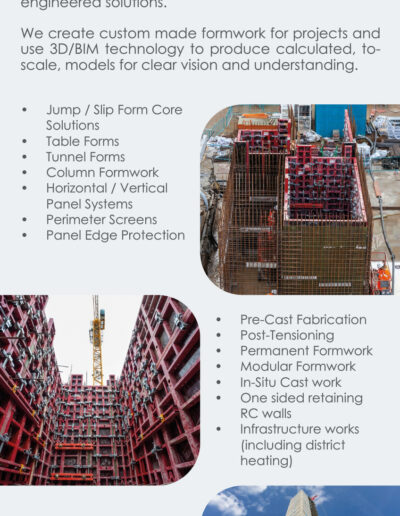 engineered solutions.
We create custom made formwork for projects and
use 3D/BIM technology to produce calculated, to-
scale, models for clear vision and understanding.
• Jump / Slip Form Core
Solutions
• Table Forms
• Tunnel Forms
• Column Formwork
• Horizontal / Vertical
Panel Systems
• Perimeter Screens
• Panel Edge Protection
• Pre-Cast Fabrication
• Post-Tensioning
• Permanent Formwork
• Modular Formwork
• In-Situ Cast work
• One sided retaining
RC walls
• Infrastructure works
(including district
heating)